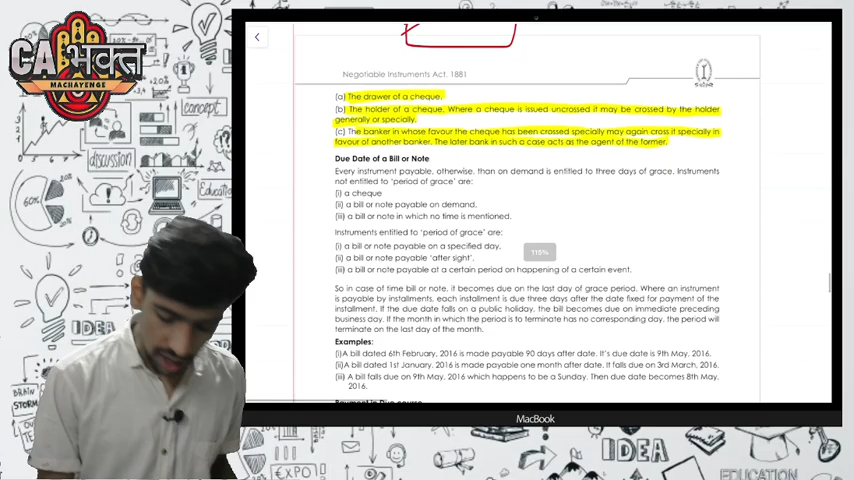 CA भक्त
MACHAYENGE
Negotiable Instruments Act, 1881
(a) The drawer of a cheque.
(b) The holder of a cheque. Where a cheque is issued uncrossed it may be crossed by the holder
generally or specially.
(c) The banker in whose favour the cheque has been crossed specially may again cross it specially in
favour of another banker. The later bank in such a case acts as the agent of the former.
Due Date of a Bill or Note
Every instrument payable, otherwise, than on demand is entitled to three days of grace. Instruments
not entitled to 'period of grace' are:
(i) a cheque
(ii) a bill or note payable on demand,
(iii) a bill or note in which no time is mentioned.
Instruments entitled to 'period of grace' are:
(i) a bill or note payable on a specified day,
(ii) a bill or note payable 'after sight'.
(iii) a bill or note payable at a certain period on happening of a certain event.
115%
So in case of time bill or note, it becomes due on the last day of grace period. Where an instrument
is payable by installments, each installment is due three days after the date fixed for payment of the
installment. If the due date falls on a public holiday, the bill becomes due on immediate preceding
business day. If the month in which the period is to terminate has no corresponding day, the period will
terminate on the last day of the month.
Examples:
(i)A bill dated 6th February, 2016 is made payable 90 days after date. It's due date is 9th May, 2016.
(ii)A bill dated 1st January, 2016 is made payable one month after date. It falls due on 3rd March, 2016.
(iii) A bill falls due on 9th May, 2016 which happens to be a Sunday. Then due date becomes 8th May,
2016.
Payment in Due course
MacBook
concept
discussion
60%
20%
Education
IDEA
BRAIN
STORM
EXPO
IDEA
EDUCATION